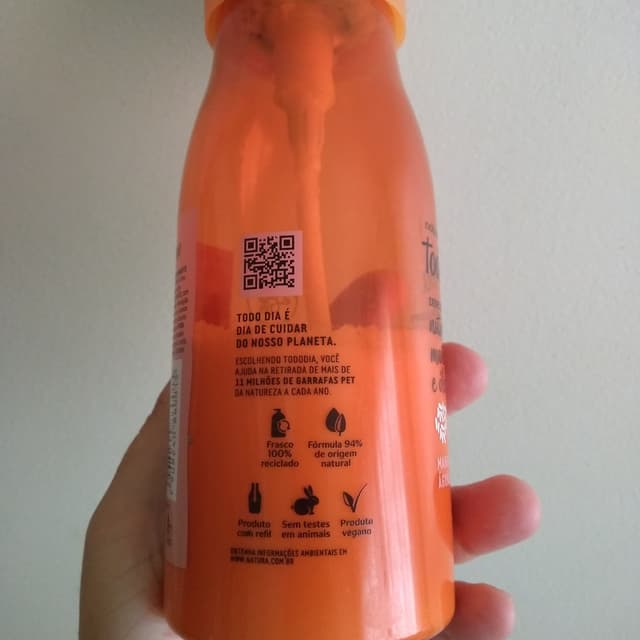 TODO DIA É
DIA DE CUIDAR
DO NOSSO PLANETA.
ESCOLHENDO TODODIA, VOCÊ
AJUDA NA RETIRADA DE MAIS DE
11 MILHÕES DE GARRAFAS PET
DA NATUREZA A CADA ANO.
Frasco
100%
reciclado
Fórmula 94%
de origem
natural
Produto
com refil
Sem testes
em animais
Produto
vegano
OBTENHA INFORMAÇÕES AMBIENTAIS EM
WWW.NATURA.COM.BR